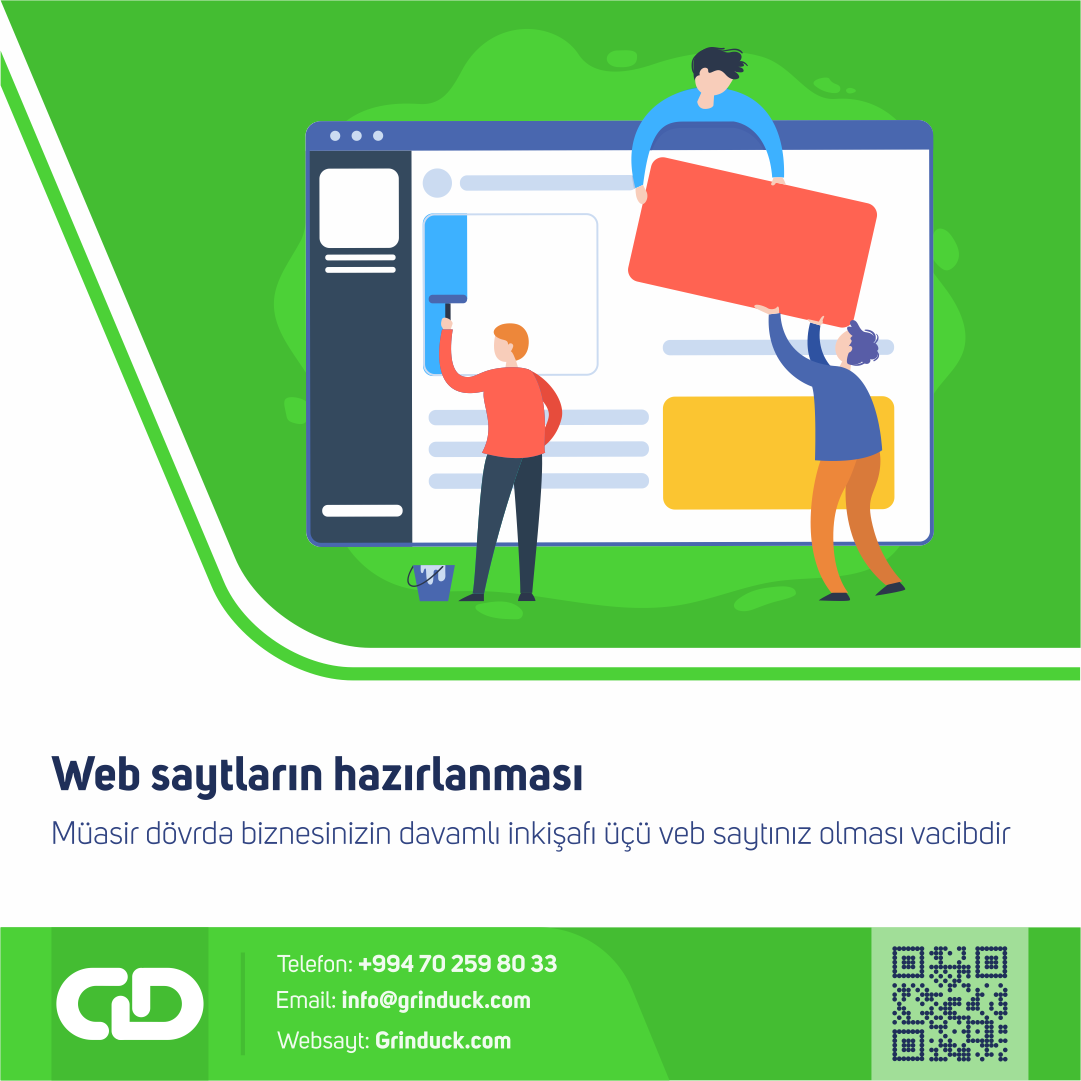 Web saytların hazırlanması
Müasir dövrdə biznesinizin davamlı inkişafı üçü veb saytınız olması vacibdir
Telefon: +994 70 259 80 33
Email: info@grinduck.com
Websayt: Grinduck.com